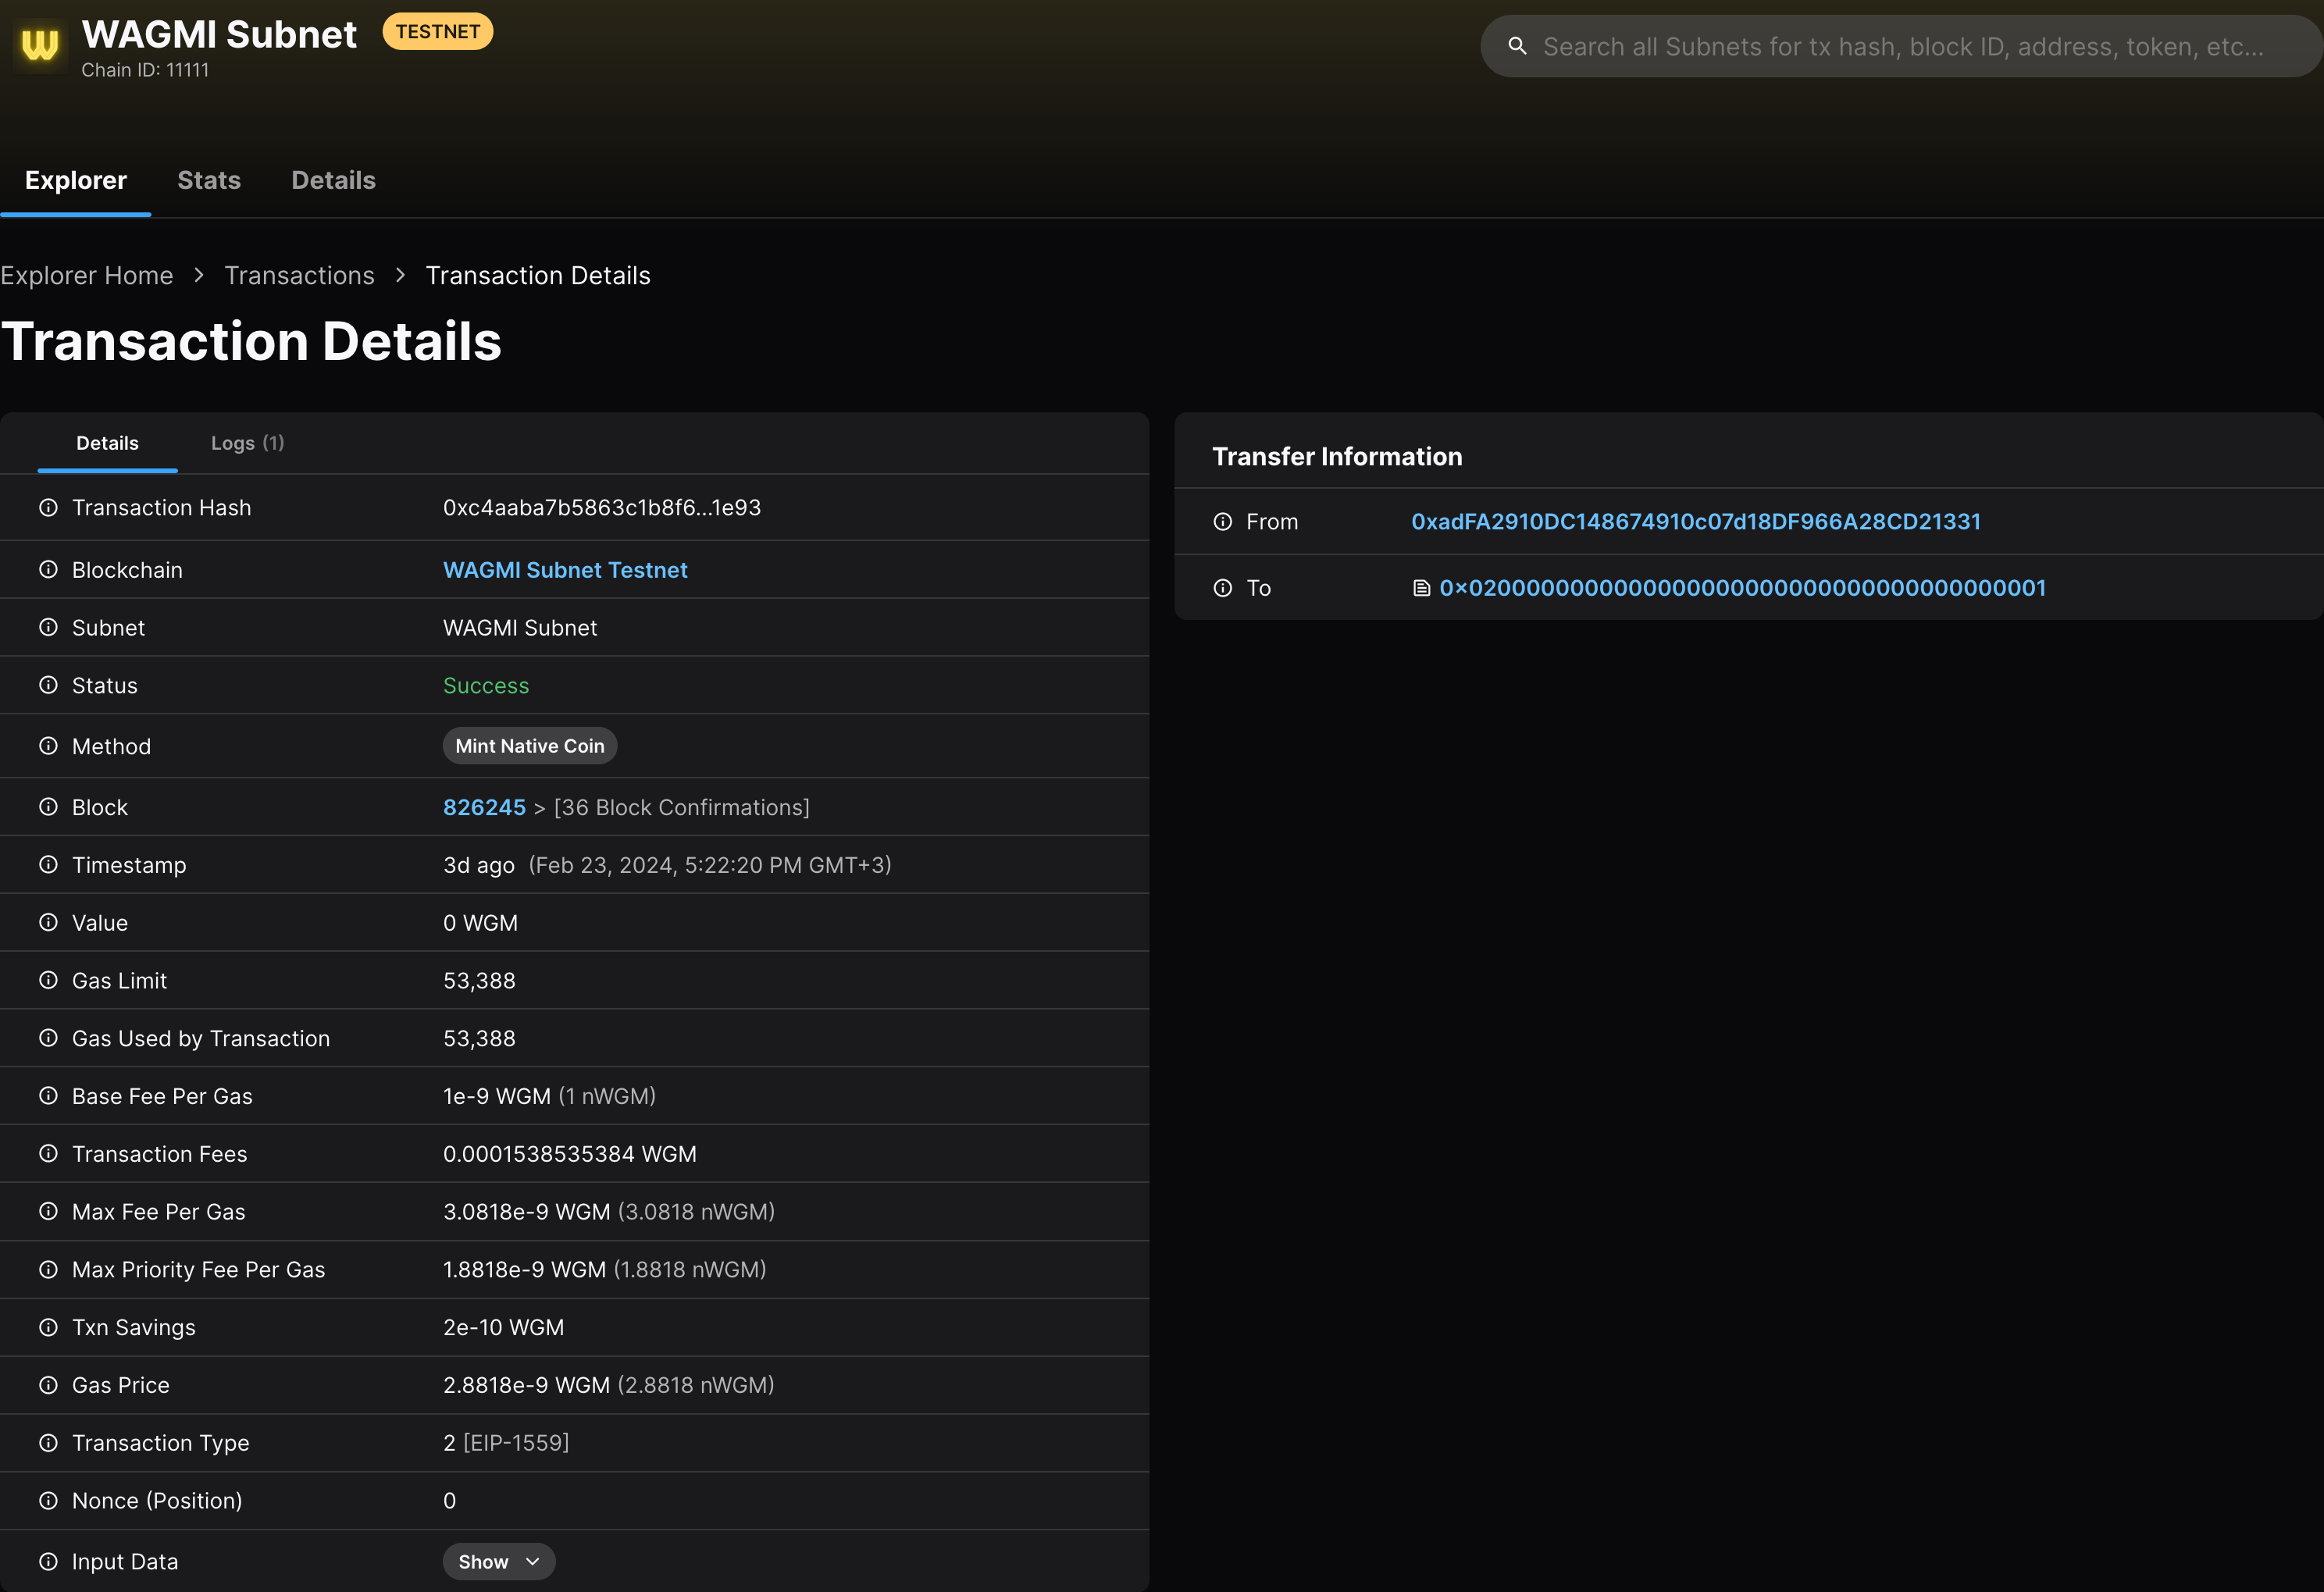 WAGMI Subnet TESTNET
Chain ID: 11111
Search all Subnets for tx hash, block ID, address, token, etc...
Explorer Stats Details
Explorer Home > Transactions > Transaction Details
Transaction Details
Details Logs (1)
Transaction Hash 0xc4aaba7b5863c1b8f6...1e93
Blockchain WAGMI Subnet Testnet
Subnet WAGMI Subnet
Status Success
Method Mint Native Coin
Block 826245 > [36 Block Confirmations]
Timestamp 3d ago (Feb 23, 2024, 5:22:20 PM GMT+3)
Value 0 WGM
Gas Limit 53,388
Gas Used by Transaction 53,388
Base Fee Per Gas 1e-9 WGM (1 nWGM)
Transaction Fees 0.0001538535384 WGM
Max Fee Per Gas 3.0818e-9 WGM (3.0818 nWGM)
Max Priority Fee Per Gas 1.8818e-9 WGM (1.8818 nWGM)
Txn Savings 2e-10 WGM
Gas Price 2.8818e-9 WGM (2.8818 nWGM)
Transaction Type 2 [EIP-1559]
Nonce (Position) 0
Input Data Show
Transfer Information
From 0xadFA2910DC148674910c07d18DF966A28CD21331
To 0x0200000000000000000000000000000000000001